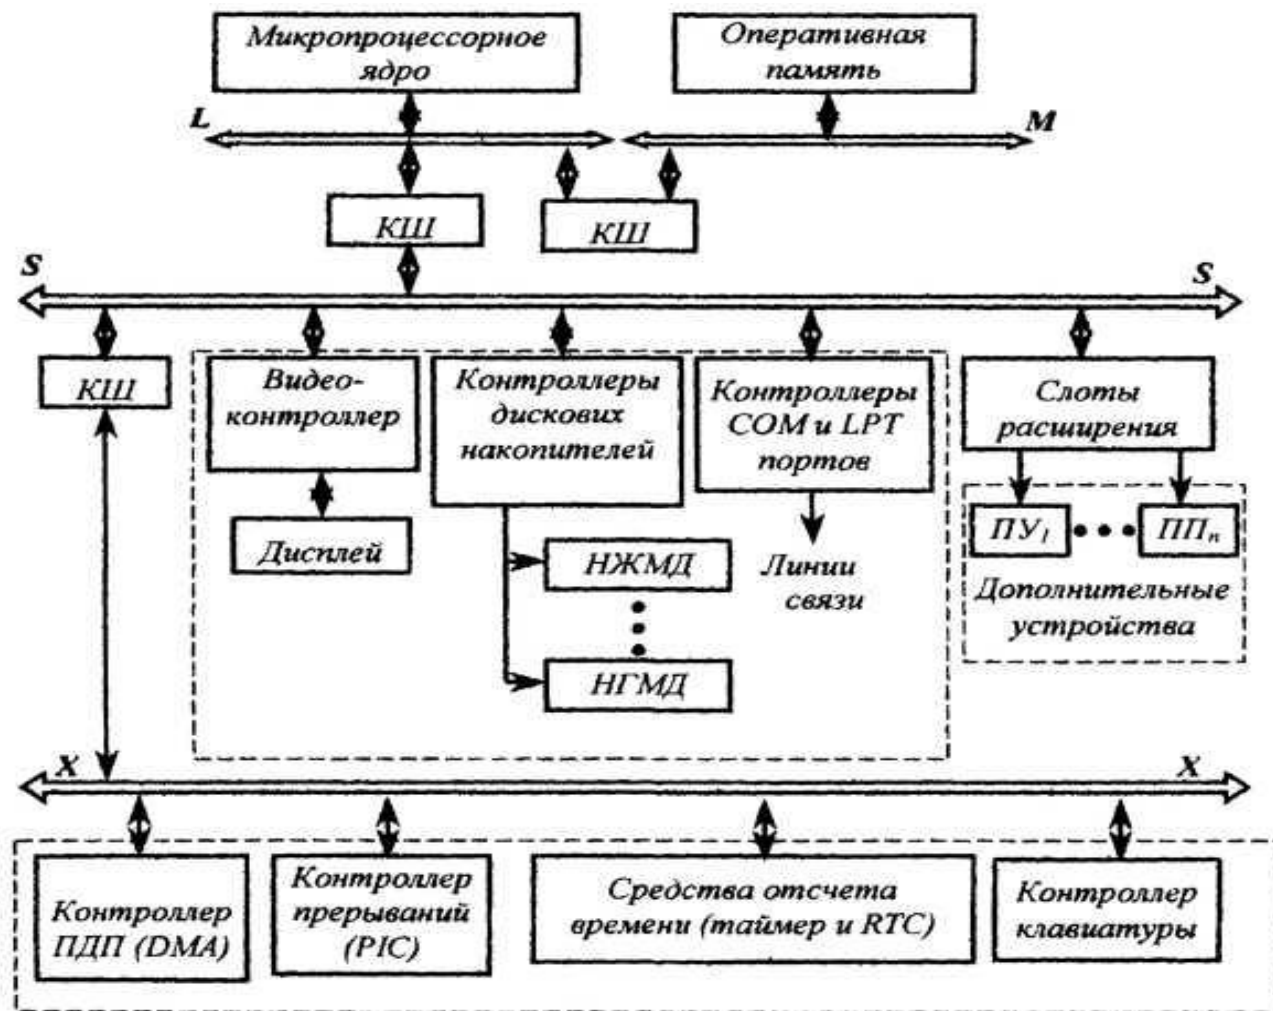 Микропроцессорное
ядро
Оперативная
память
L
M
КШ
КШ
S
S
КШ
Видео-
контроллер
Контроллеры
дискових
накопителей
Контроллеры
COM и LPT
портов
Слоты
расширения
Дисплей
НЖМД
НГМД
Линии
связи
ПУ₁
ППₙ
Дополнительные
устройства
X
X
Контроллер
ПДП (DMA)
Контроллер
прерываний
(PIC)
Средства отсчета
времени (таймер и RTC)
Контроллер
клавиатуры